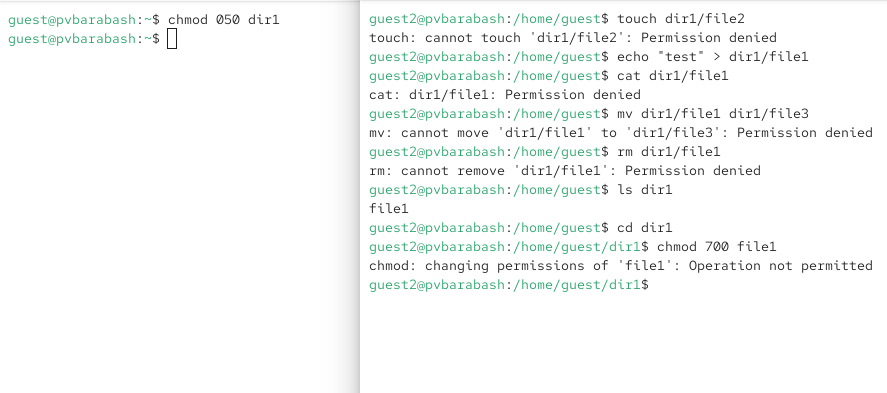 guest@pvbarabash:~$ chmod 050 dir1
guest@pvbarabash:~$
guest2@pvbarabash:/home/guest$ touch dir1/file2
touch: cannot touch 'dir1/file2': Permission denied
guest2@pvbarabash:/home/guest$ echo "test" > dir1/file1
guest2@pvbarabash:/home/guest$ cat dir1/file1
cat: dir1/file1: Permission denied
guest2@pvbarabash:/home/guest$ mv dir1/file1 dir1/file3
mv: cannot move 'dir1/file1' to 'dir1/file3': Permission denied
guest2@pvbarabash:/home/guest$ rm dir1/file1
rm: cannot remove 'dir1/file1': Permission denied
guest2@pvbarabash:/home/guest$ ls dir1
file1
guest2@pvbarabash:/home/guest$ cd dir1
guest2@pvbarabash:/home/guest/dir1$ chmod 700 file1
chmod: changing permissions of 'file1': Operation not permitted
guest2@pvbarabash:/home/guest/dir1$